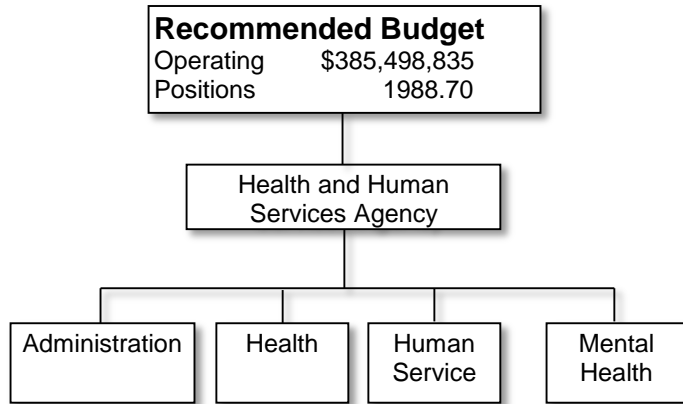 Recommended Budget
Operating $385,498,835
Positions 1988.70
Health and Human
Services Agency
Administration
Health
Human
Service
Mental
Health